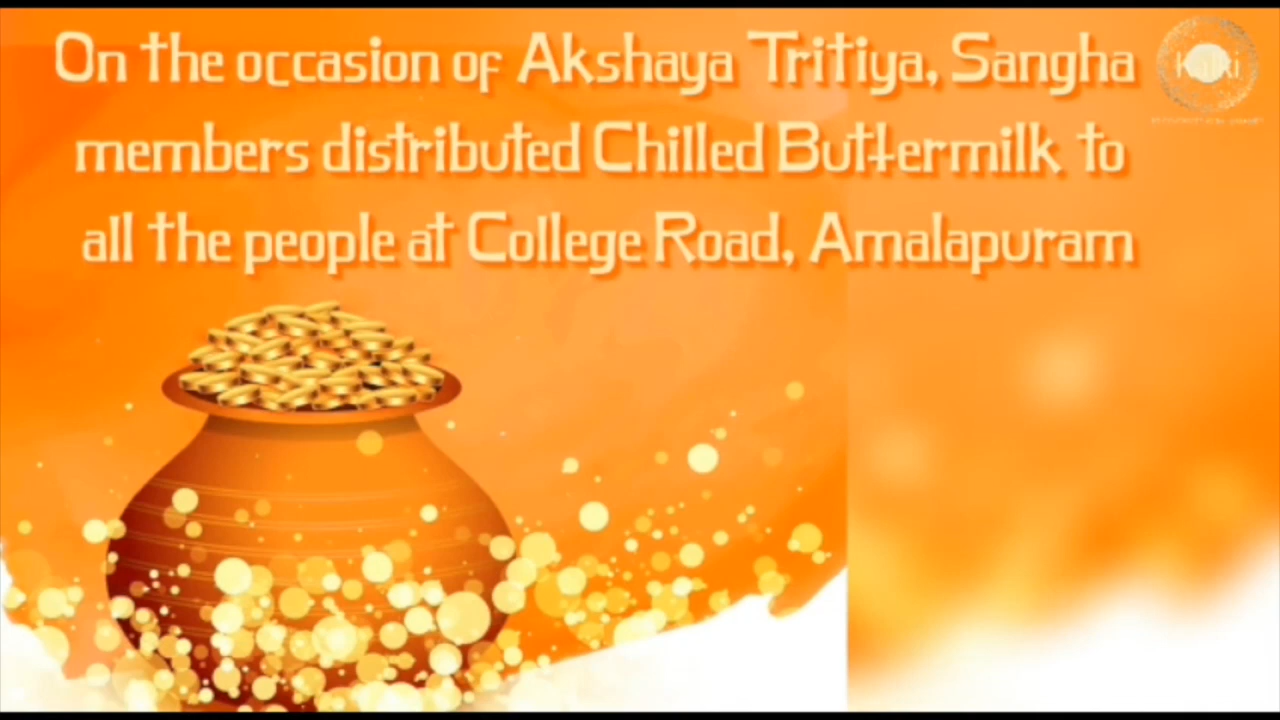 On the occasion of Akshaya Tritiya, Sangha
members distributed Chilled Buttermilk to
all the people at College Road, Amalapuram
Kalki